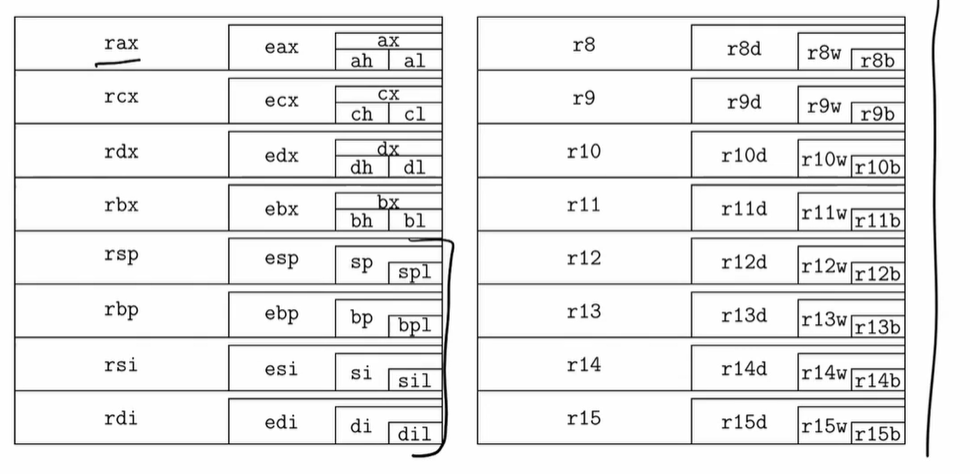 rax eax ax ah al
rcx ecx cx ch cl
rdx edx dx dh dl
rbx ebx bx bh bl
rsp esp sp spl
rbp ebp bp bpl
rsi esi si sil
rdi edi di dil
r8 r8d r8w r8b
r9 r9d r9w r9b
r10 r10d r10w r10b
r11 r11d r11w r11b
r12 r12d r12w r12b
r13 r13d r13w r13b
r14 r14d r14w r14b
r15 r15d r15w r15b